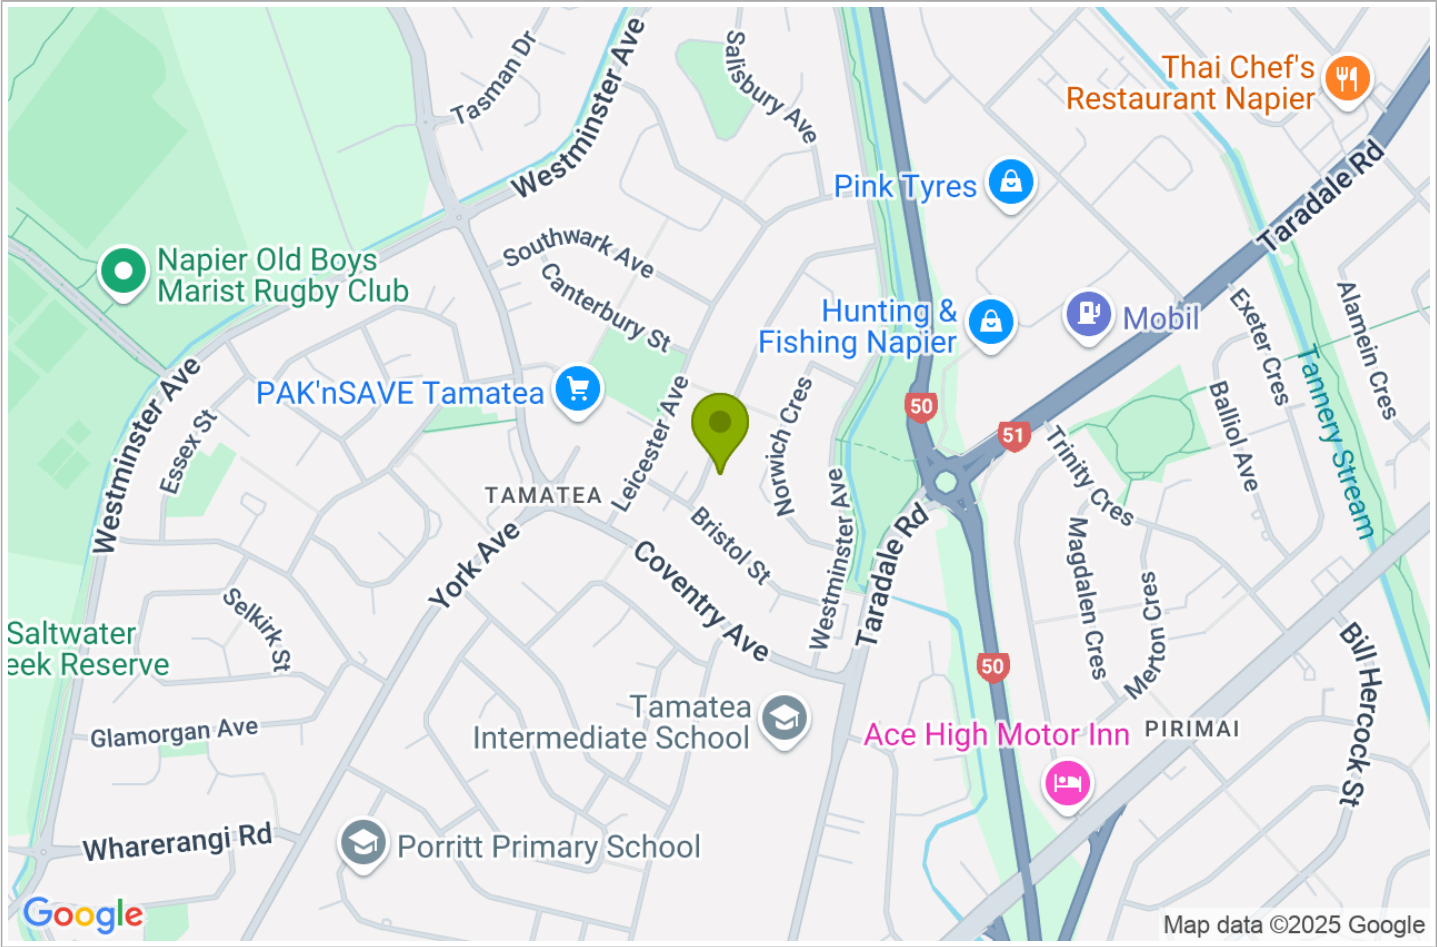 Tasman Dr
Westminster Ave
Salisbury Ave
Thai Chef's
Restaurant Napier
Taradale Rd
Pink Tyres
Southwark Ave
Canterbury St
Napier Old Boys
Marist Rugby Club
Hunting &
Fishing Napier
Mobil
Exeter Cres
Alamein Cres
Tannery Stream
Westminster Ave
Essex St
PAK'nSAVE Tamatea
Leicester Ave
Norwich Cres
50
51
Balliol Ave
Trinity Cres
TAMATEA
Bristol St
Westminster Ave
Taradale Rd
Magdalen Cres
Merton Cres
York Ave
Coventry Ave
Selkirk St
Saltwater
eek Reserve
50
Bill Hercock St
Glamorgan Ave
Tamatea
Intermediate School
Ace High Motor Inn
PIRIMAI
Wharerangi Rd
Porritt Primary School
Google
Map data ©2025 Google